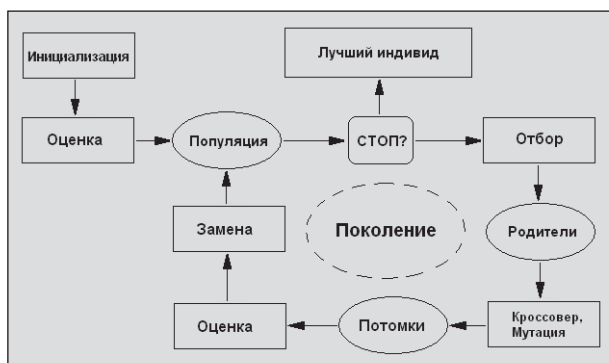 Инициализация
Лучший индивид
Оценка
Популяция
СТОП?
Отбор
Замена
Поколение
Родители
Оценка
Потомки
Кроссовер,
Мутация